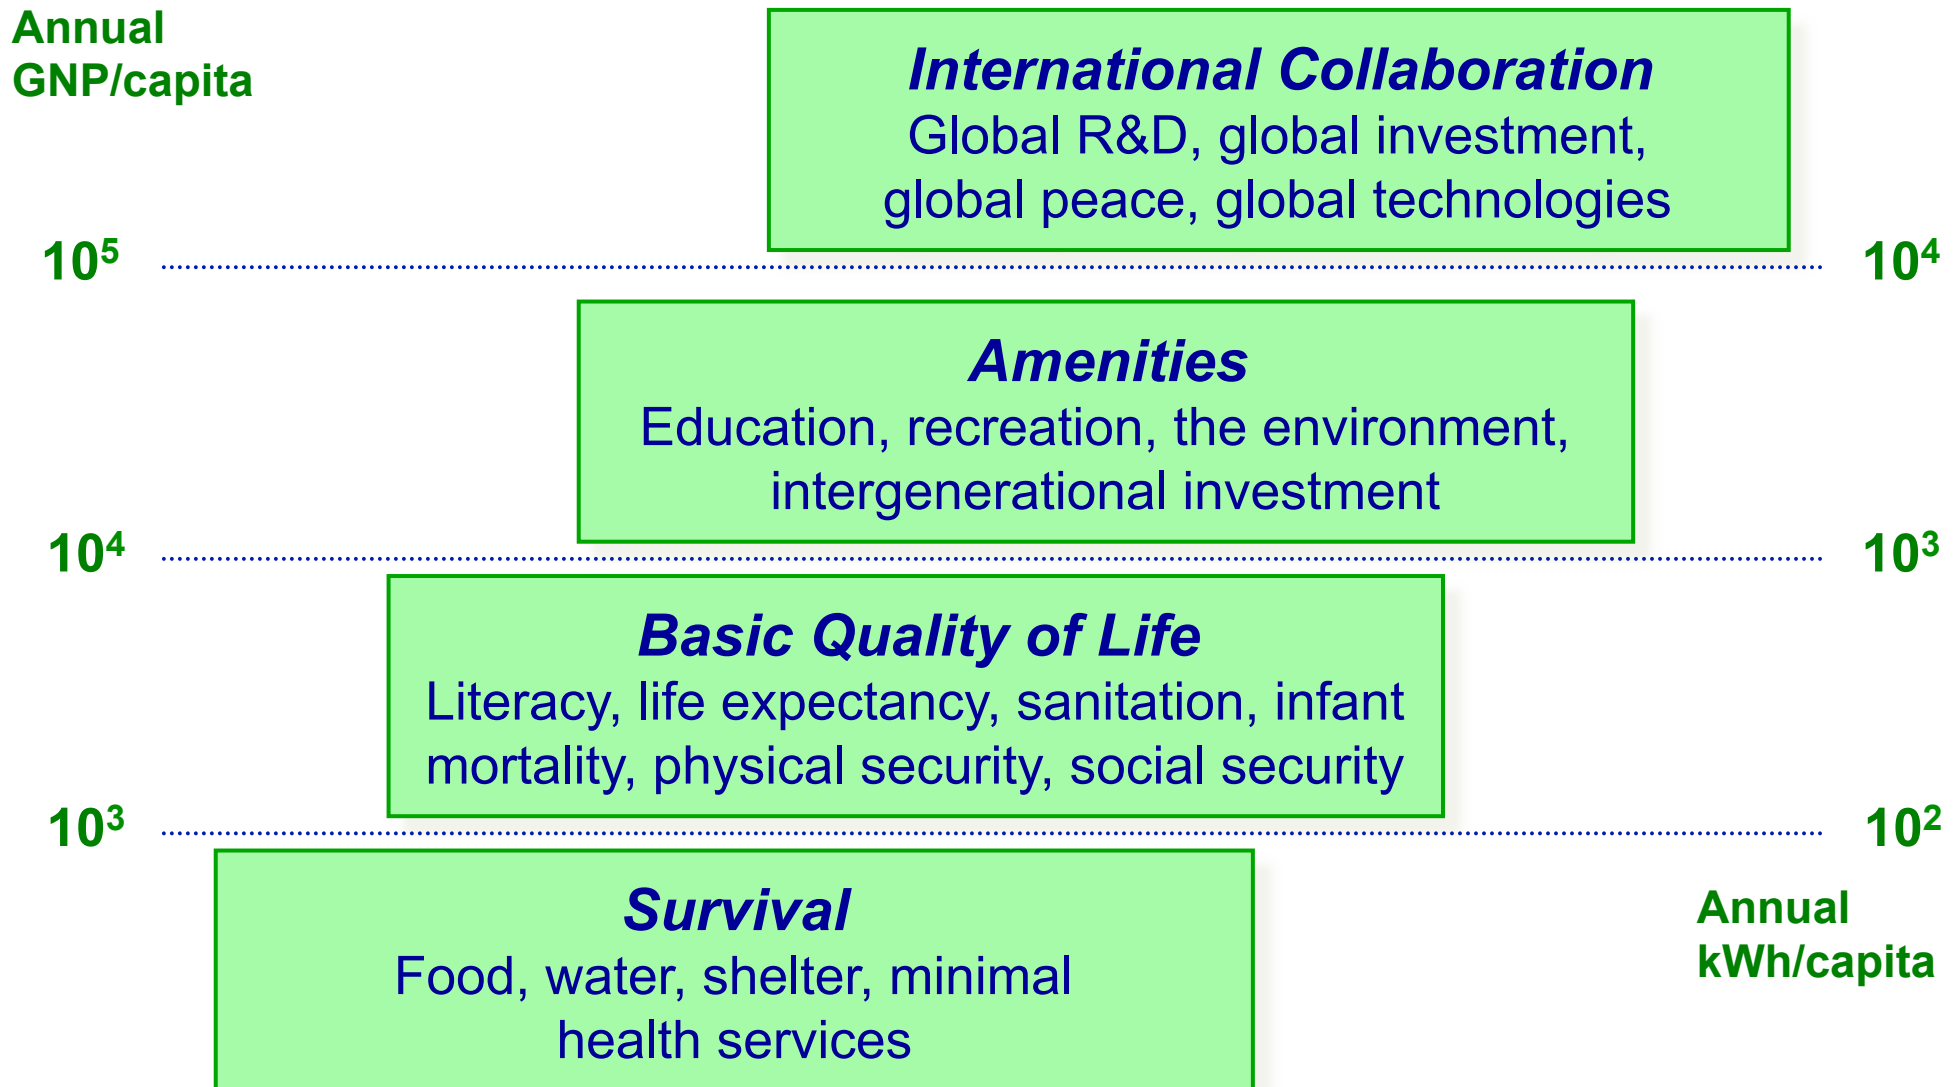 Annual
GNP/capita
International Collaboration
Global R&D, global investment,
global peace, global technologies
10⁵
10⁴
Amenities
Education, recreation, the environment,
intergenerational investment
10⁴
10³
Basic Quality of Life
Literacy, life expectancy, sanitation, infant
mortality, physical security, social security
10³
10²
Survival
Food, water, shelter, minimal
health services
Annual
kWh/capita